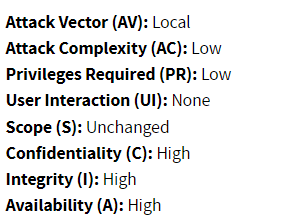 Attack Vector (AV): Local
Attack Complexity (AC): Low
Privileges Required (PR): Low
User Interaction (UI): None
Scope (S): Unchanged
Confidentiality (C): High
Integrity (I): High
Availability (A): High